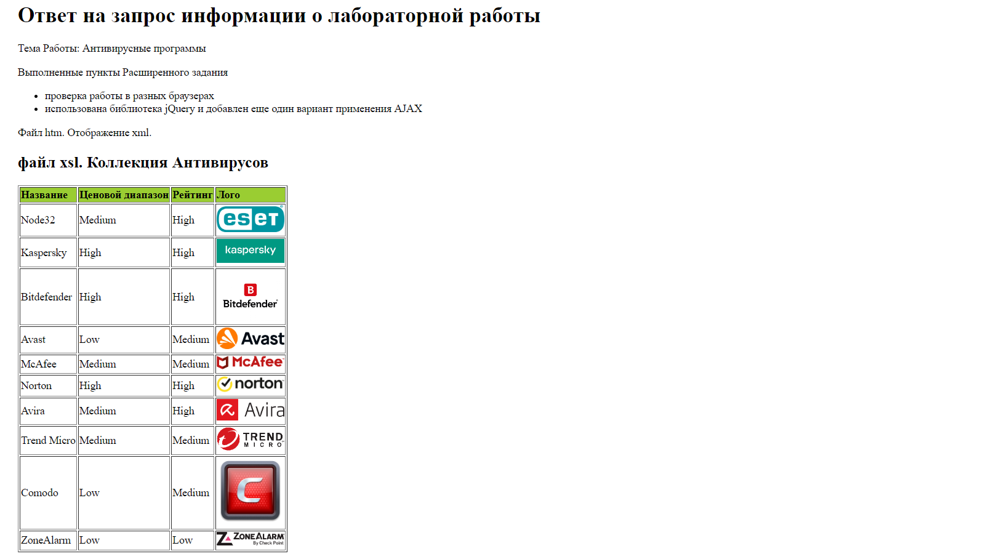 Ответ на запрос информации о лабораторной работы
Тема Работы: Антивирусные программы
Выполненные пункты Расширенного задания
• проверка работы в разных браузерах
• использована библиотека jQuery и добавлен еще один вариант применения AJAX
Файл htm. Отображение xml.
файл xsl. Коллекция Антивирусов
Название Ценовой диапазон Рейтинг Лого
Node32 Medium High eseT
Kaspersky High High kaspersky
Bitdefender High High B Bitdefender
Avast Low Medium Avast
McAfee Medium Medium McAfee
Norton High High norton
Avira Medium High Avira
Trend Micro Medium Medium TREND MICRO
Comodo Low Medium C
ZoneAlarm Low Low ZONEALARM By Check Point